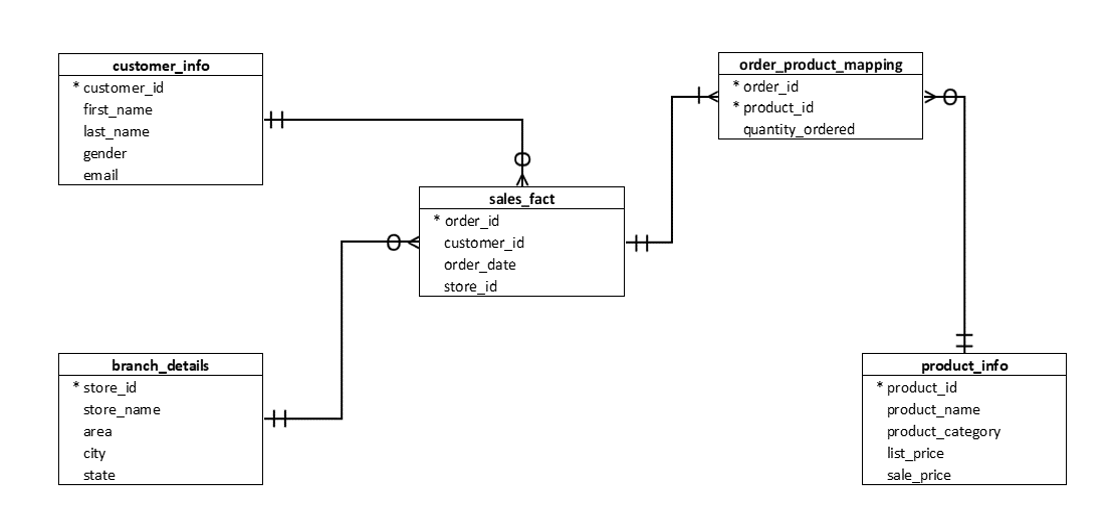 customer_info
* customer_id
first_name
last_name
gender
email
order_product_mapping
* order_id
* product_id
quantity_ordered
sales_fact
* order_id
customer_id
order_date
store_id
branch_details
* store_id
store_name
area
city
state
product_info
* product_id
product_name
product_category
list_price
sale_price